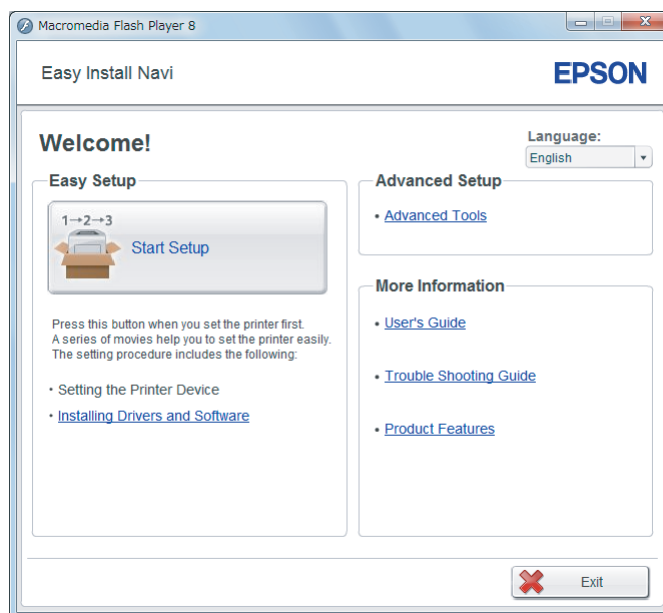 Macromedia Flash Player 8
Easy Install Navi
EPSON
Welcome!
Language:
English
Easy Setup
1→2→3
Start Setup
Press this button when you set the printer first.
A series of movies help you to set the printer easily.
The setting procedure includes the following:
・Setting the Printer Device
・Installing Drivers and Software
Advanced Setup
• Advanced Tools
More Information
• User's Guide
• Trouble Shooting Guide
• Product Features
Exit